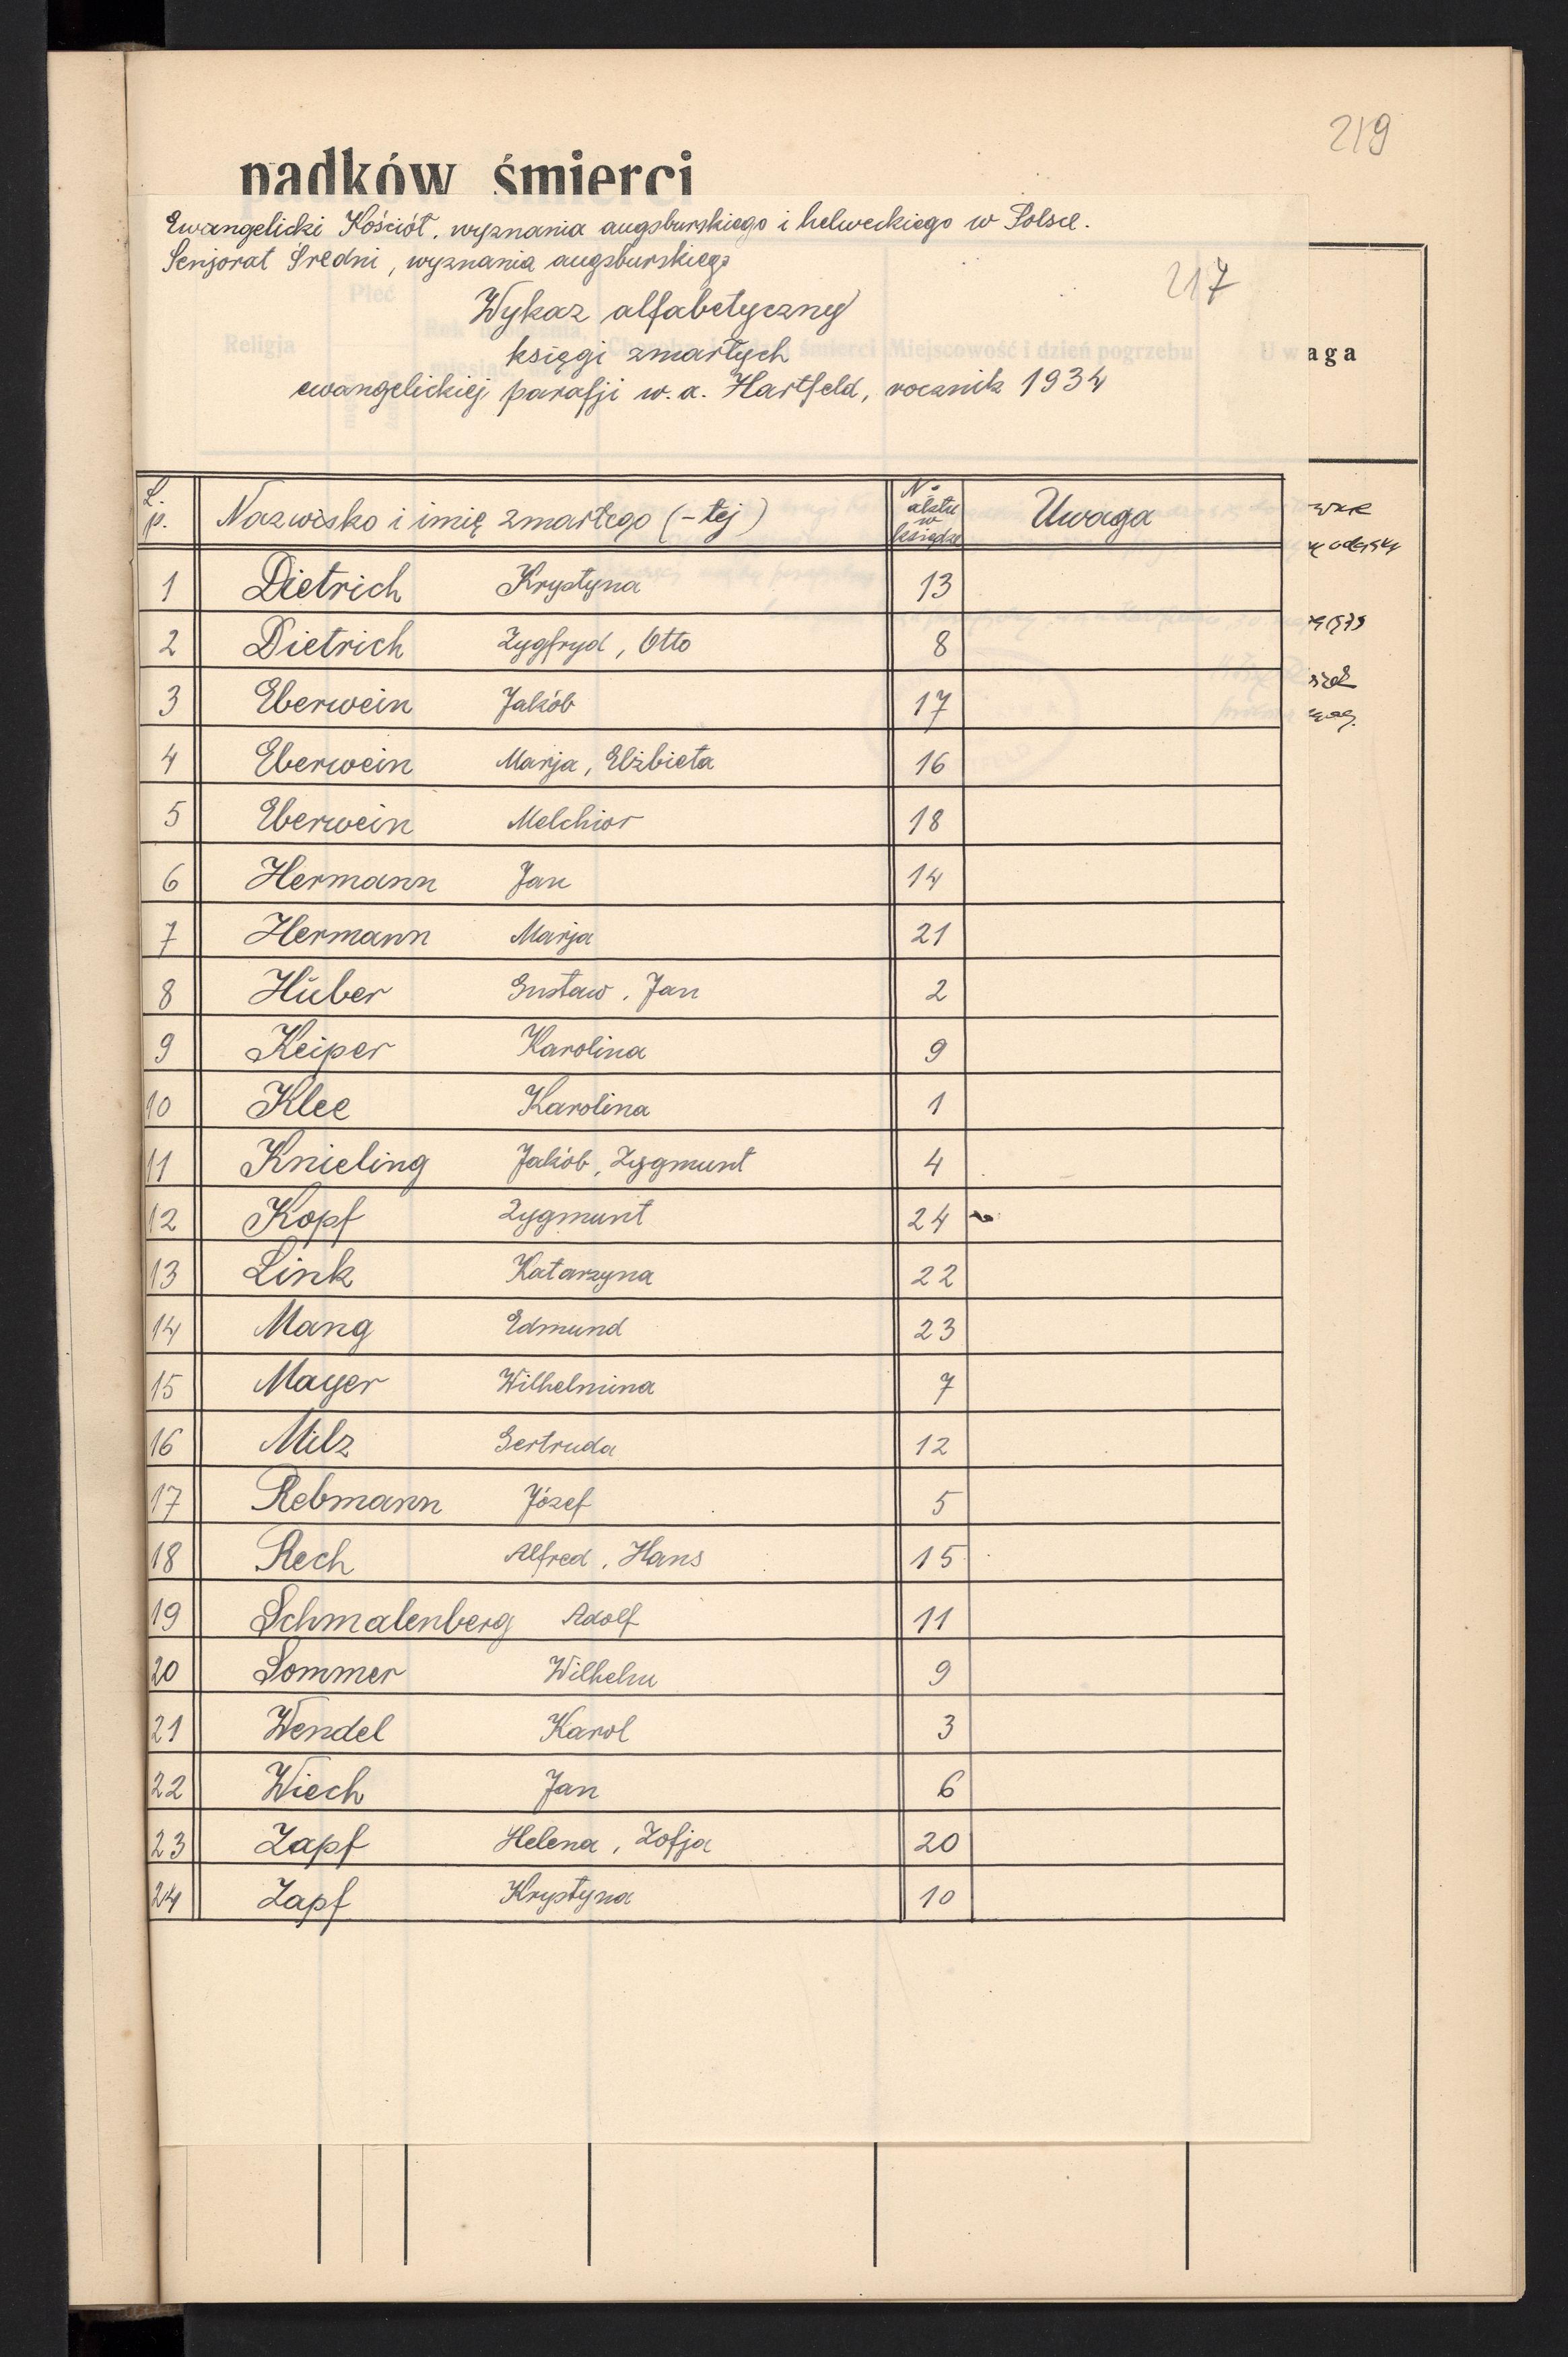 219
padków śmierci
Ewangelicki Kościół, wyznania augsburskiego i helweckiego w Polsce.
Senjorat Średni, wyznania augsburskiego
217
Wykaz alfabetyczny
księgi zmarłych
ewangelickiej parafji w. a. Hartfeld, rocznik 1934
Religja Płeć Miejscowość i dzień pogrzebu Uwaga
L. p. Nazwisko i imię zmarłego (-tej) No aktu w księdze Uwaga
1 Dietrich Krystyna 13
2 Dietrich Zygfryd, Otto 8
3 Eberwein Jakób 17
4 Eberwein Marja, Elżbieta 16
5 Eberwein Melchior 18
6 Hermann Jan 14
7 Hermann Marja 21
8 Hüber Gustaw, Jan 2
9 Keiper Karolina 9
10 Klee Karolina 1
11 Knieling Jakób, Zygmunt 4
12 Kopf Zygmunt 24
13 Link Katarzyna 22
14 Mang Edmund 23
15 Mayer Wilhelmina 7
16 Milz Gertruda 12
17 Rebmann Józef 5
18 Rech Alfred, Hans 15
19 Schmalenberg Adolf 11
20 Sommer Wilhelm 9
21 Wendel Karol 3
22 Wiech Jan 6
23 Zapf Helena, Zofja 20
24 Zapf Krystyna 10